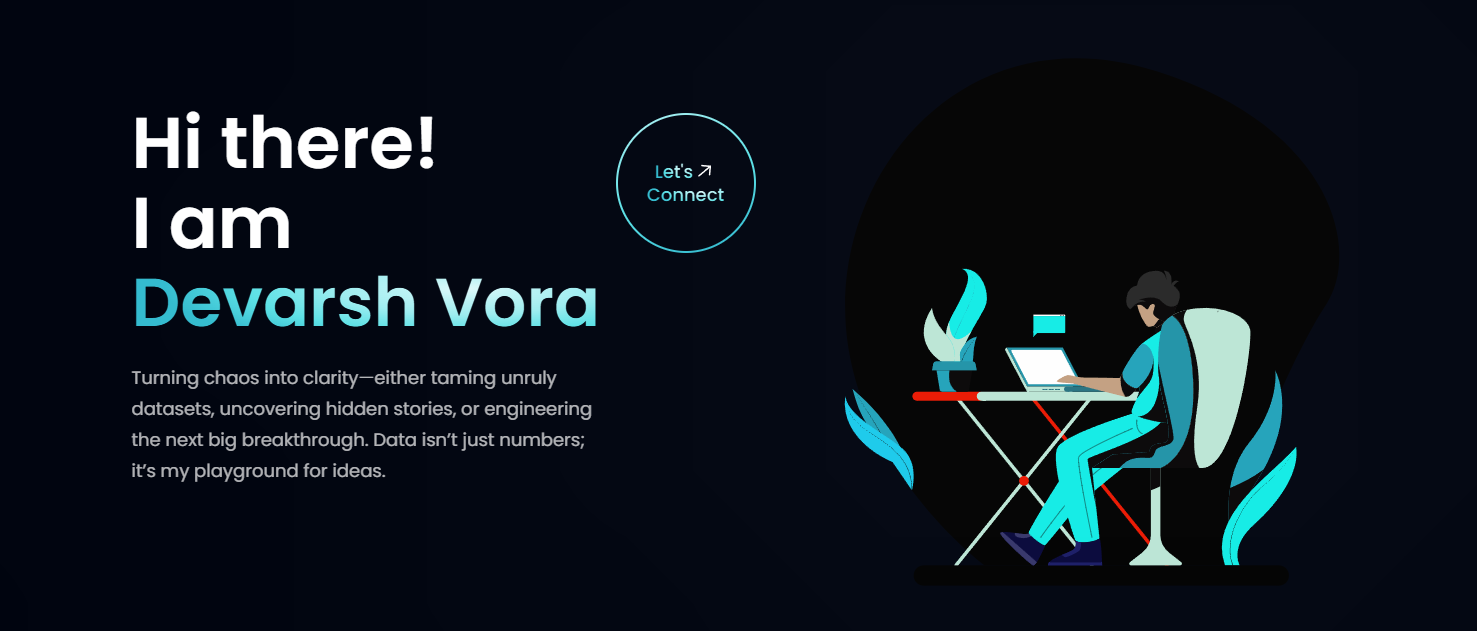 Hi there!
I am
Devarsh Vora
Let's
Connect
Turning chaos into clarity—either taming unruly
datasets, uncovering hidden stories, or engineering
the next big breakthrough. Data isn’t just numbers;
it’s my playground for ideas.